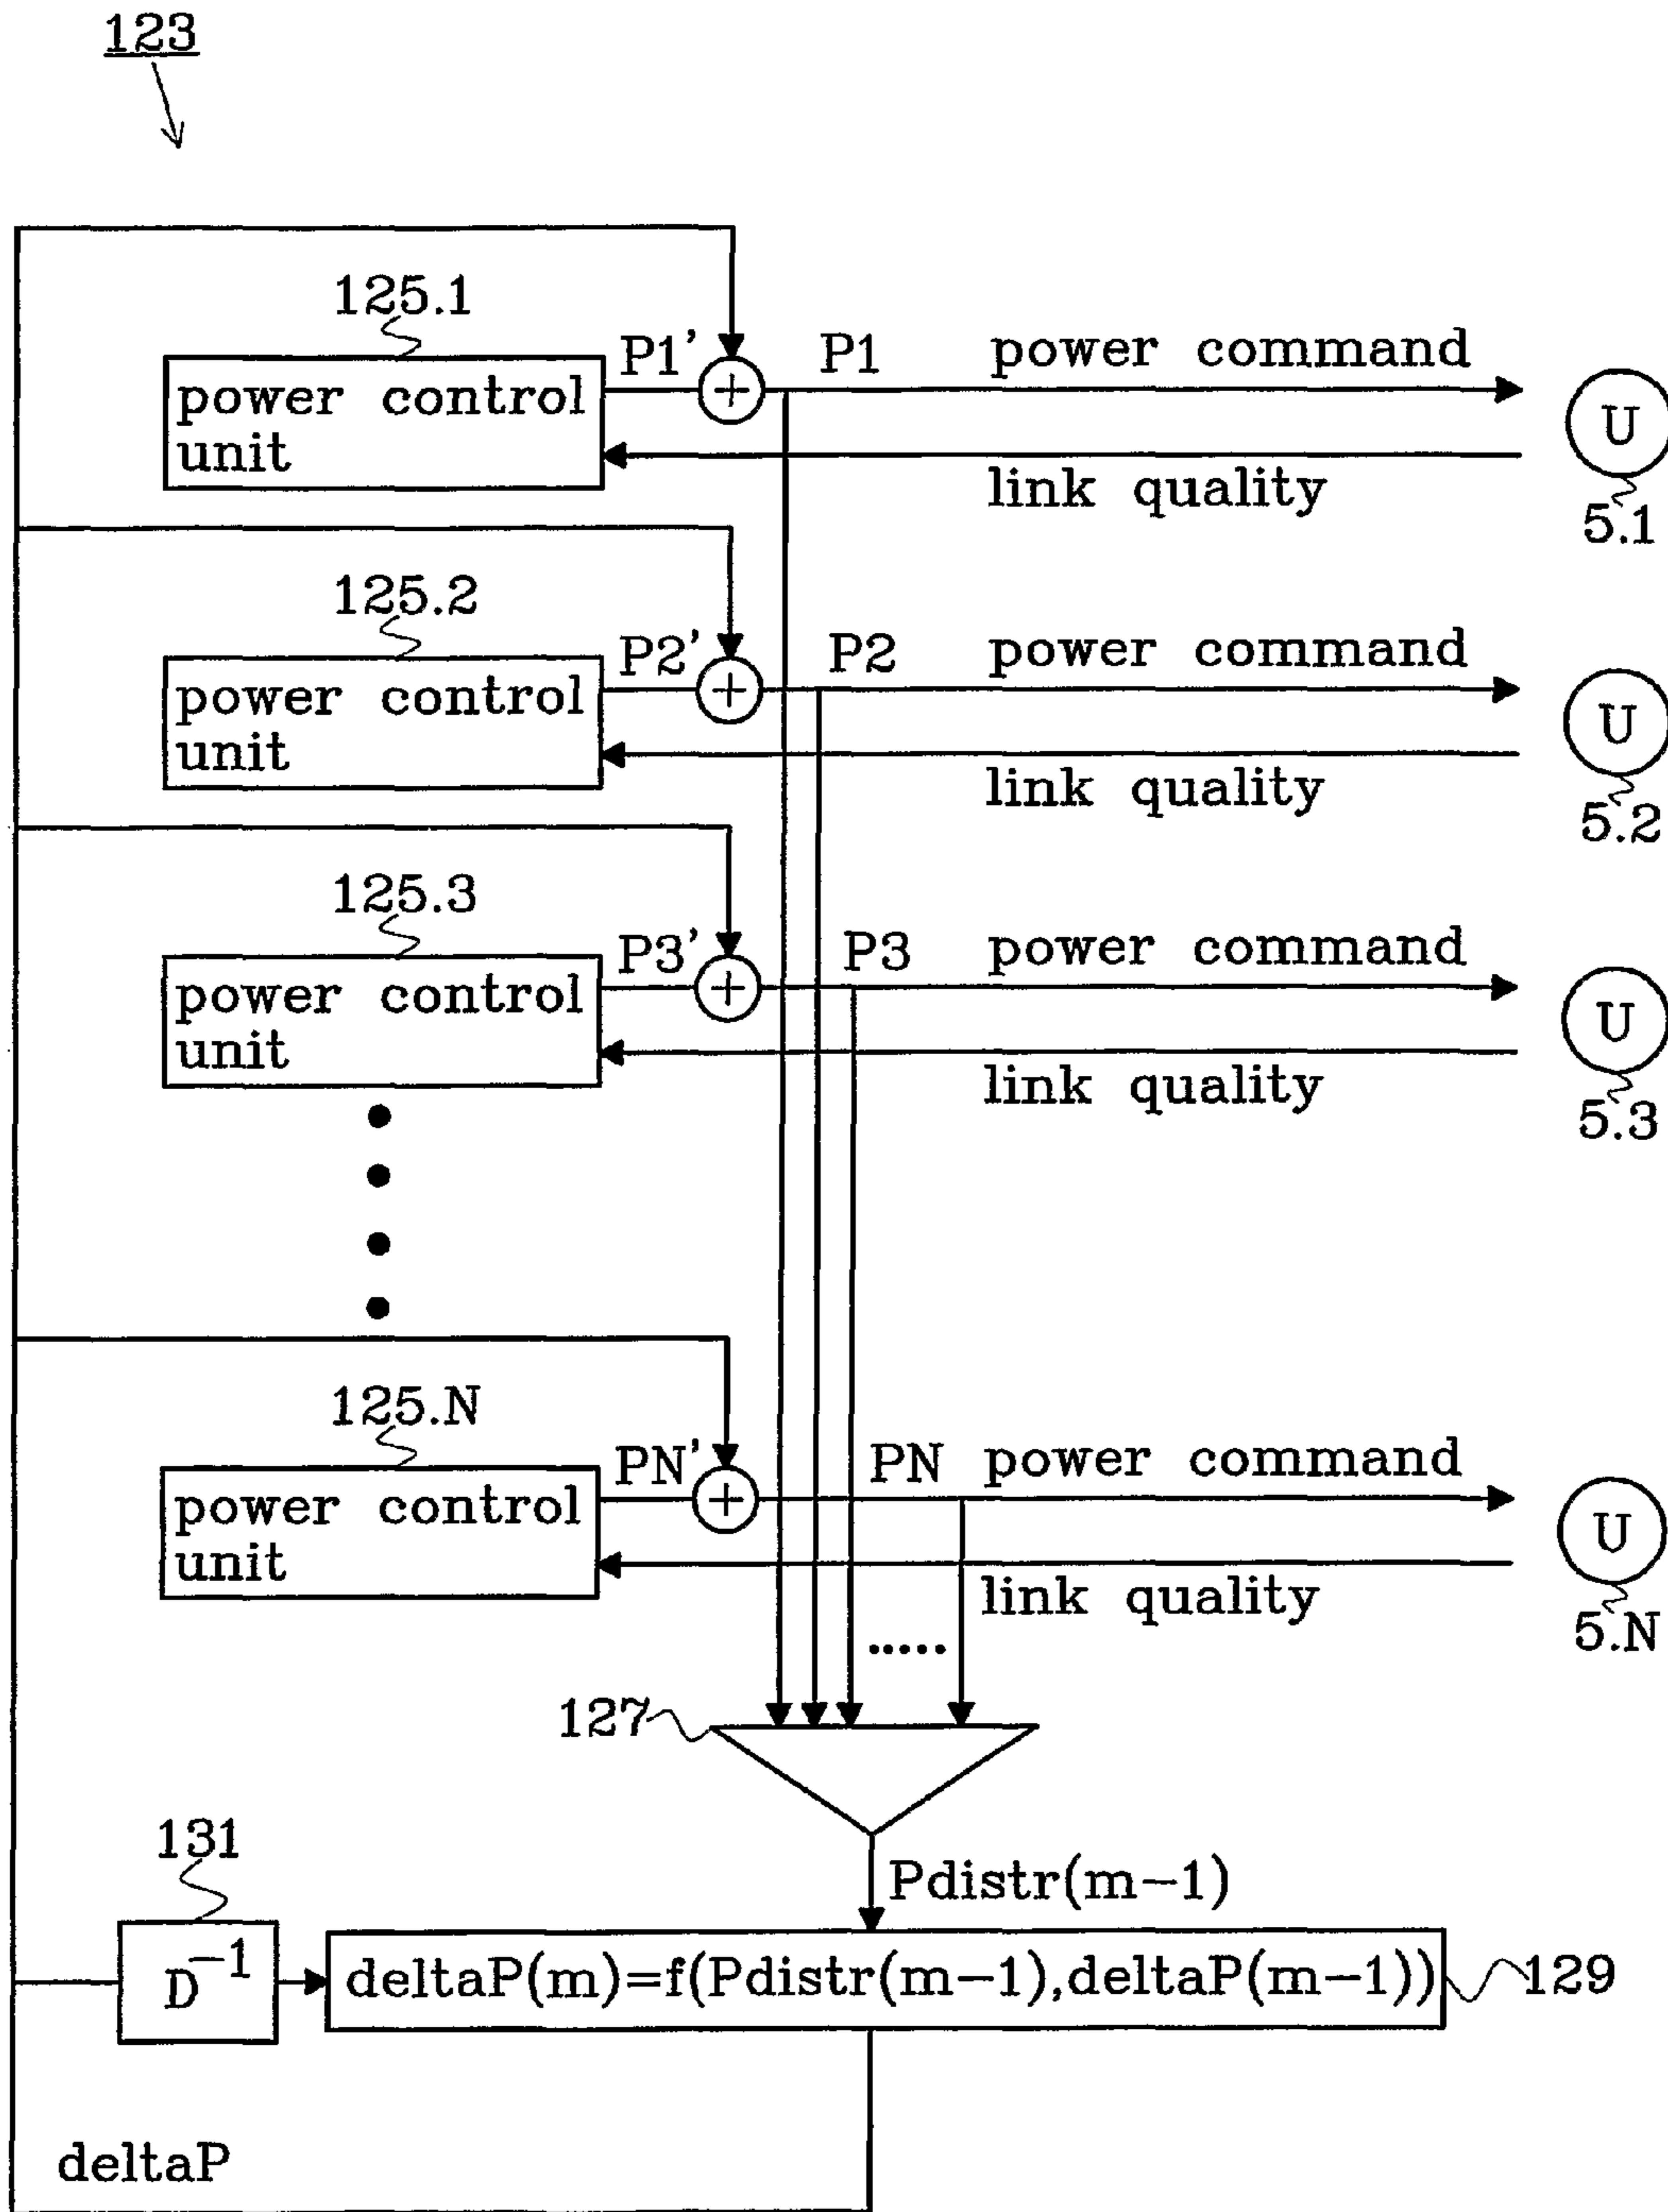 123
125.1
P1' + P1 power command
power control
unit
link quality
U
5.1
125.2
P2' + P2 power command
power control
unit
link quality
U
5.2
125.3
P3' + P3 power command
power control
unit
link quality
U
5.3
125.N
PN' + PN power command
power control
unit
link quality
U
5.N
127
131
Pdistr(m-1)
D-1
deltaP(m)=f(Pdistr(m-1),deltaP(m-1))
129
deltaP